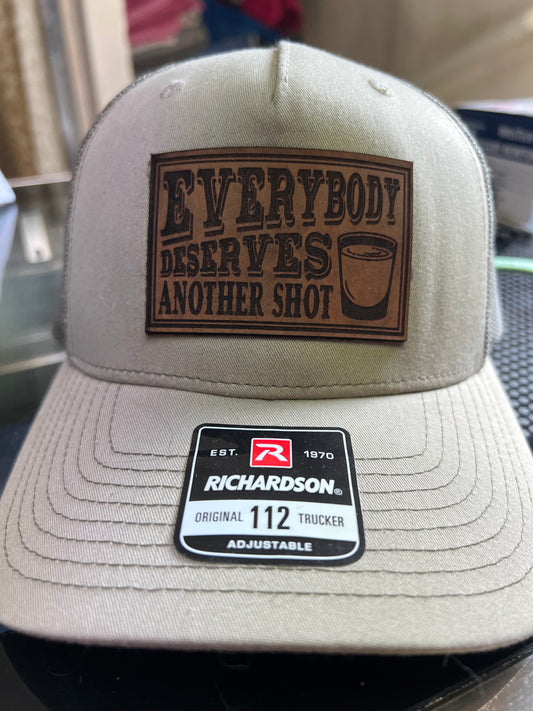 EVERYBODY
DESERVES
ANOTHER SHOT
EST. R 1970
RICHARDSON®
ORIGINAL 112 TRUCKER
ADJUSTABLE